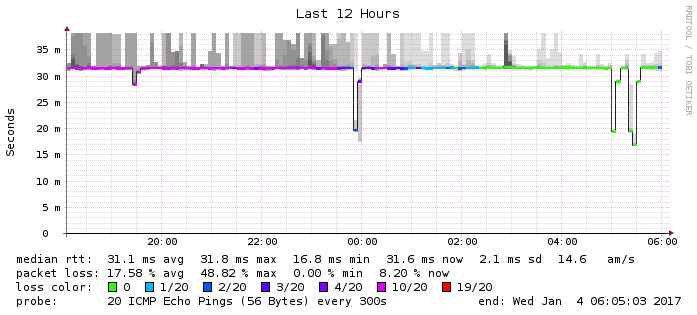 Last 12 Hours
RRDTOOL / TOBI OETIKER
Seconds
35 m
30 m
25 m
20 m
15 m
10 m
5 m
0
20:00 22:00 00:00 02:00 04:00 06:00
median rtt: 31.1 ms avg 31.8 ms max 16.8 ms min 31.6 ms now 2.1 ms sd 14.6 am/s
packet loss: 17.58 % avg 48.82 % max 0.00 % min 8.20 % now
loss color: 0 1/20 2/20 3/20 4/20 10/20 19/20
probe: 20 ICMP Echo Pings (56 Bytes) every 300s end: Wed Jan 4 06:05:03 2017